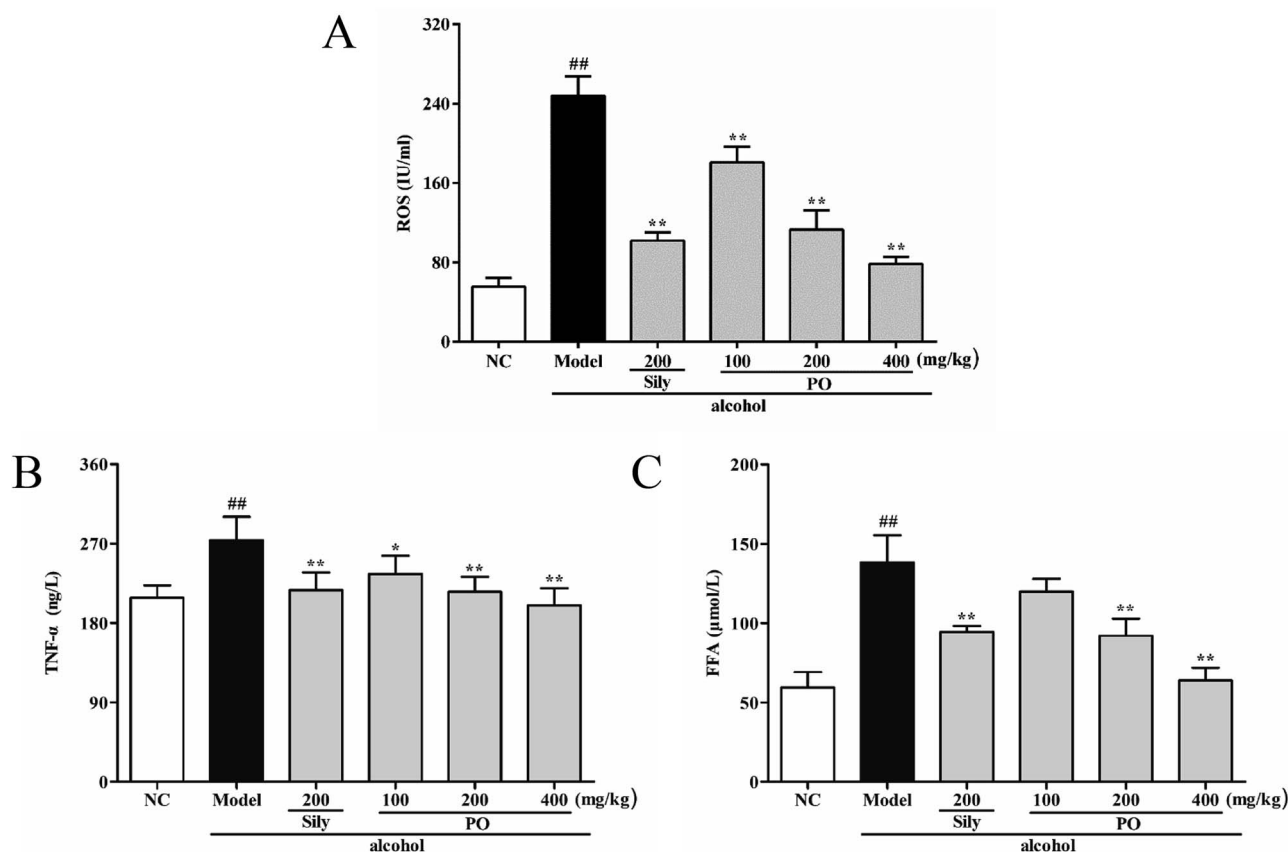 A
ROS (IU/ml)
320
240
160
80
0
##
**
**
**
**
NC Model 200 100 200 400 (mg/kg)
Sily PO
alcohol
B
TNF-α (ng/L)
360
270
180
90
0
##
**
*
**
**
NC Model 200 100 200 400 (mg/kg)
Sily PO
alcohol
C
FFA (μmol/L)
200
150
100
50
0
##
**
**
**
NC Model 200 100 200 400 (mg/kg)
Sily PO
alcohol